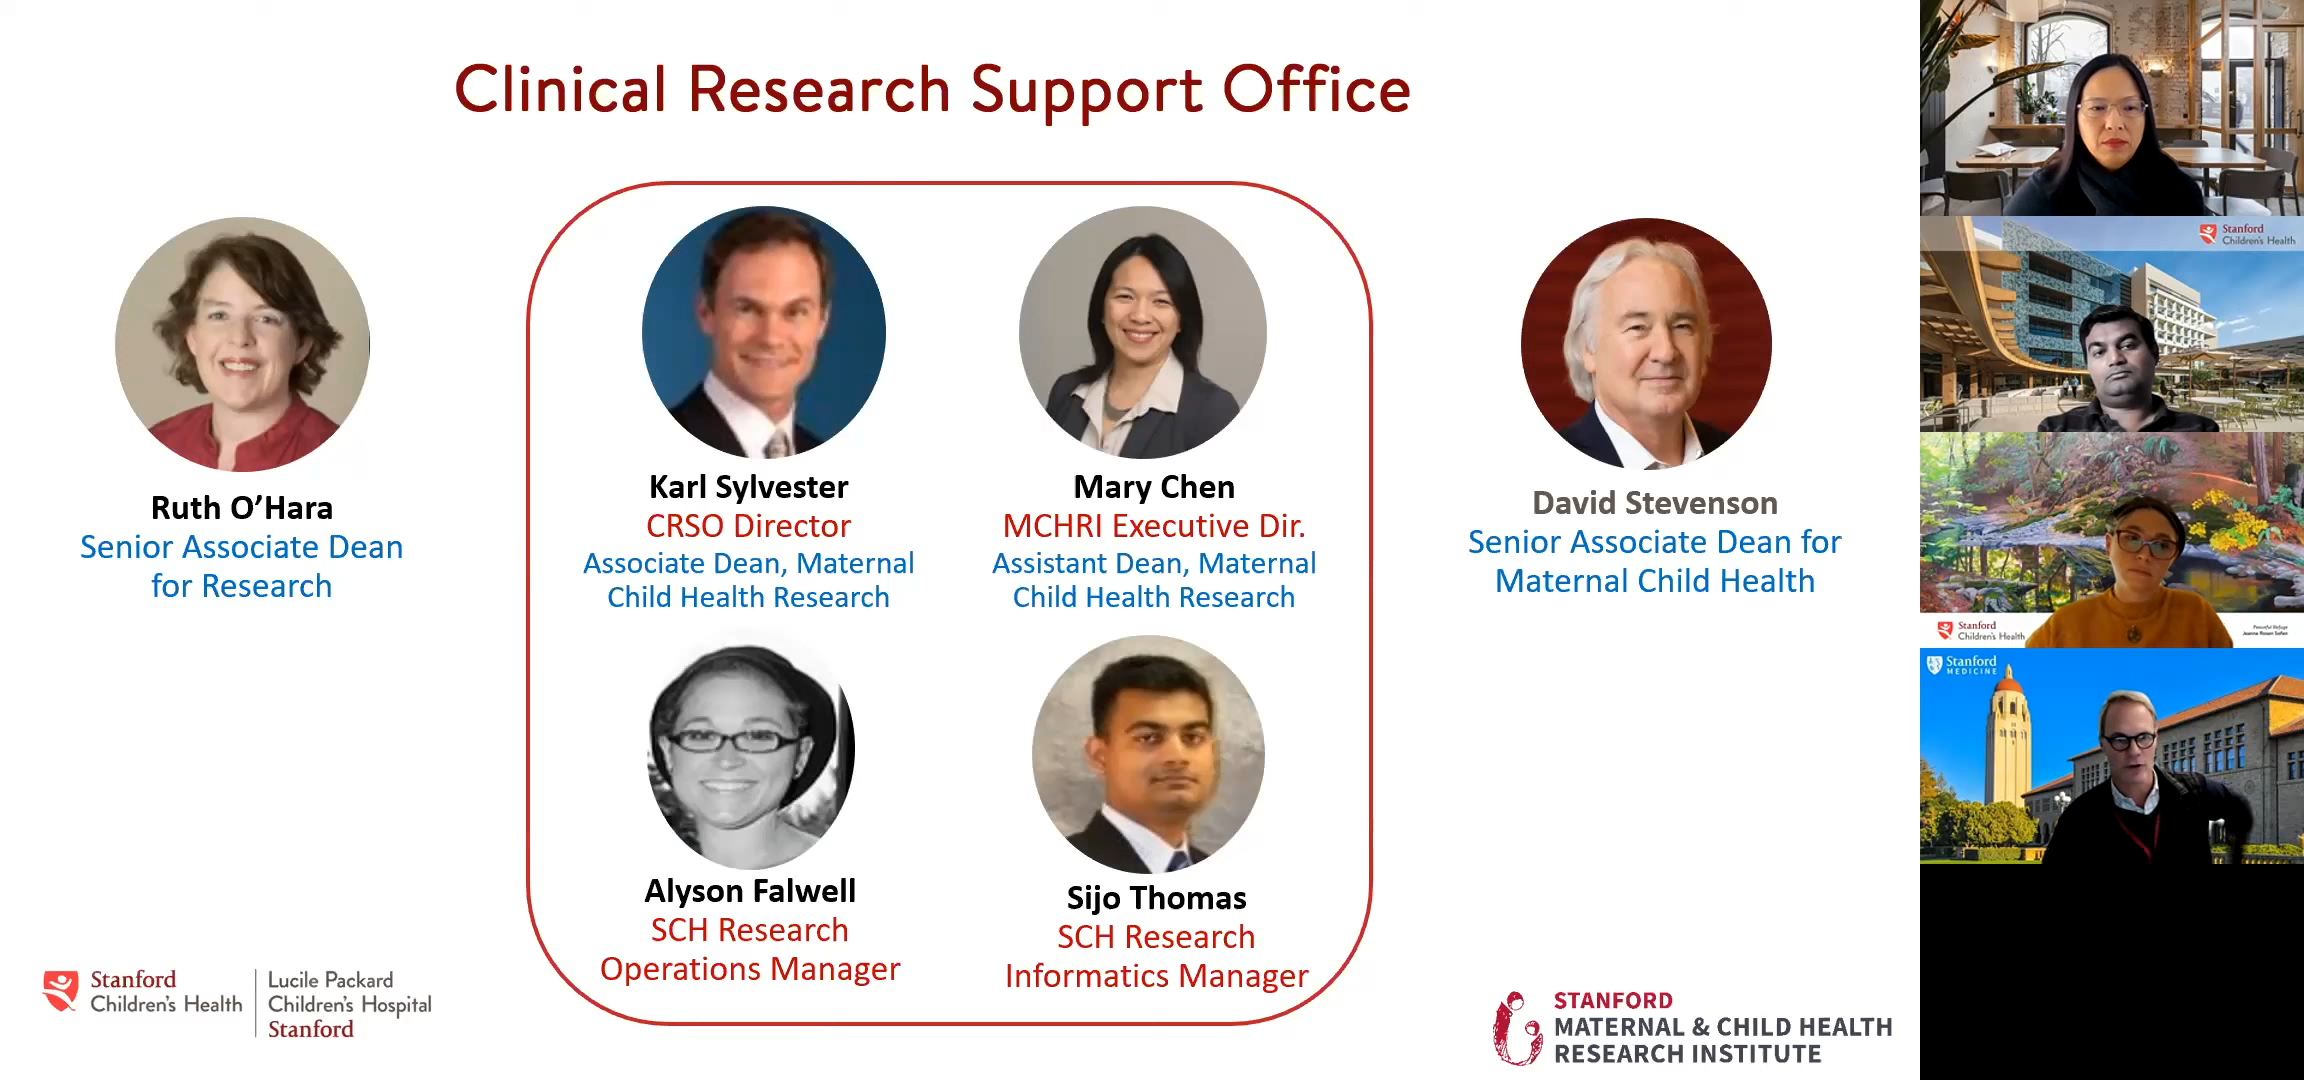 Clinical Research Support Office
Ruth O’Hara
Senior Associate Dean
for Research
Karl Sylvester
CRSO Director
Associate Dean, Maternal
Child Health Research
Mary Chen
MCHRI Executive Dir.
Assistant Dean, Maternal
Child Health Research
David Stevenson
Senior Associate Dean for
Maternal Child Health
Alyson Falwell
SCH Research
Operations Manager
Sijo Thomas
SCH Research
Informatics Manager
Stanford
Children's Health
Lucile Packard
Children's Hospital
Stanford
STANFORD
MATERNAL & CHILD HEALTH
RESEARCH INSTITUTE
Stanford
Children's Health
Stanford
Children's Health
Peaceful Refuge
Stanford
MEDICINE